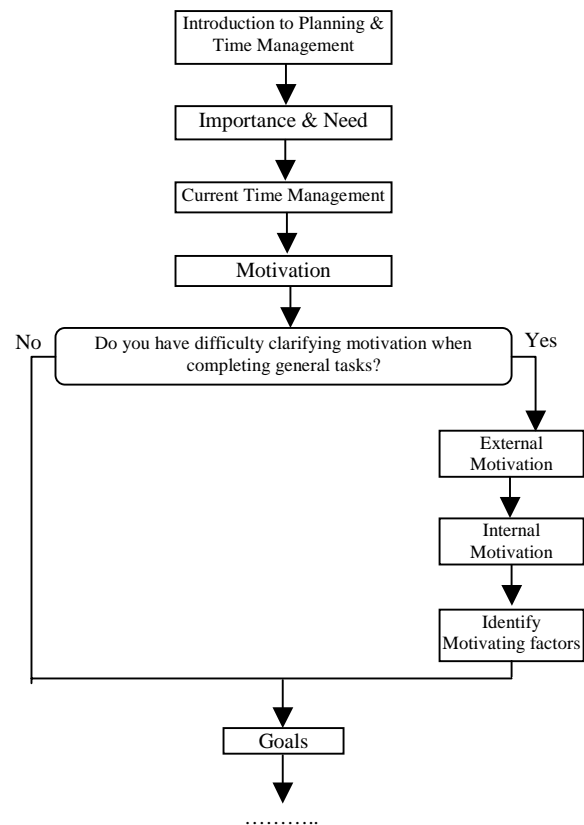 Introduction to Planning &
Time Management
Importance & Need
Current Time Management
Motivation
No
Do you have difficulty clarifying motivation when
completing general tasks?
Yes
External
Motivation
Internal
Motivation
Identify
Motivating factors
Goals
………..